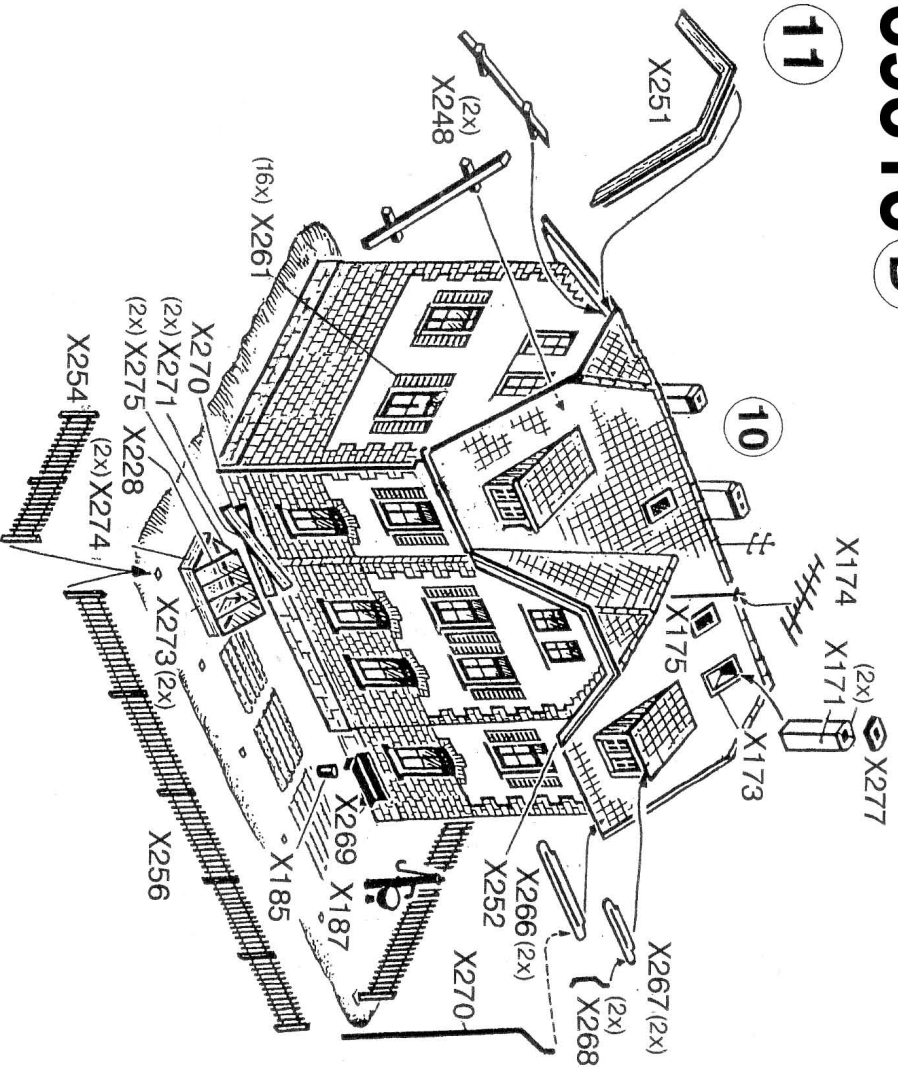 11
X251
(2x)
X248
(16x) X261
10
X174
X171
(2x)
X277
X175
X173
X270
(2x) X271
(2x) X275
X228
X254
(2x) X274
X273 (2x)
X256
X185
X269
X187
X252
X266 (2x)
X267 (2x)
(2x)
X268
X270